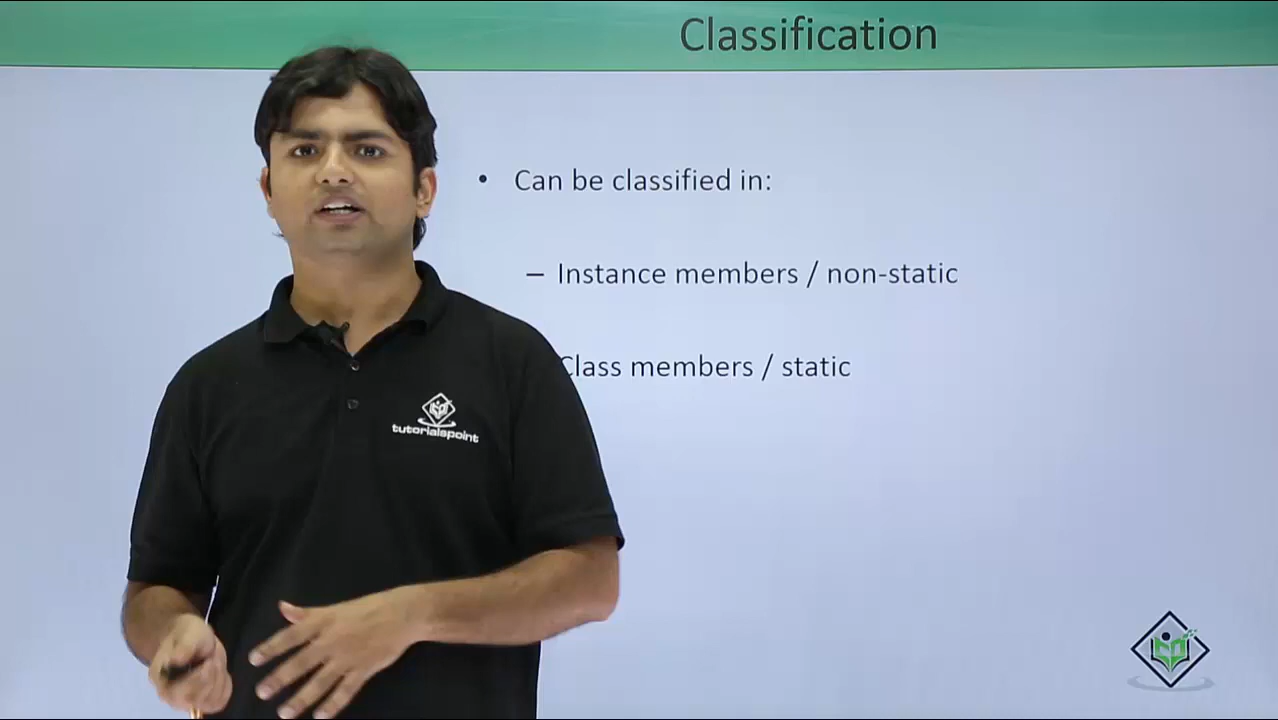 Classification
• Can be classified in:
– Instance members / non-static
Class members / static
tutorialspoint